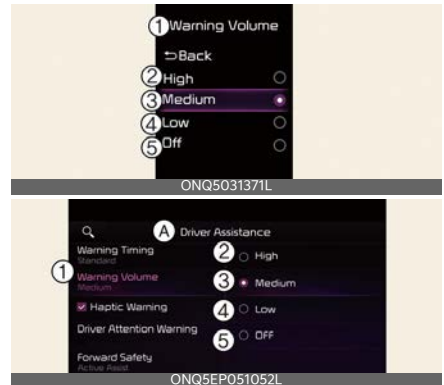 ① Warning Volume
⮌Back
② High
③ Medium
④ Low
⑤ Off
ONQ5031371L
Ⓐ Driver Assistance
Warning Timing
Standard
② High
① Warning Volume
Medium
③ Medium
Haptic Warning
④ Low
Driver Attention Warning
⑤ OFF
Forward Safety
Active Assist
ONQ5EP051052L